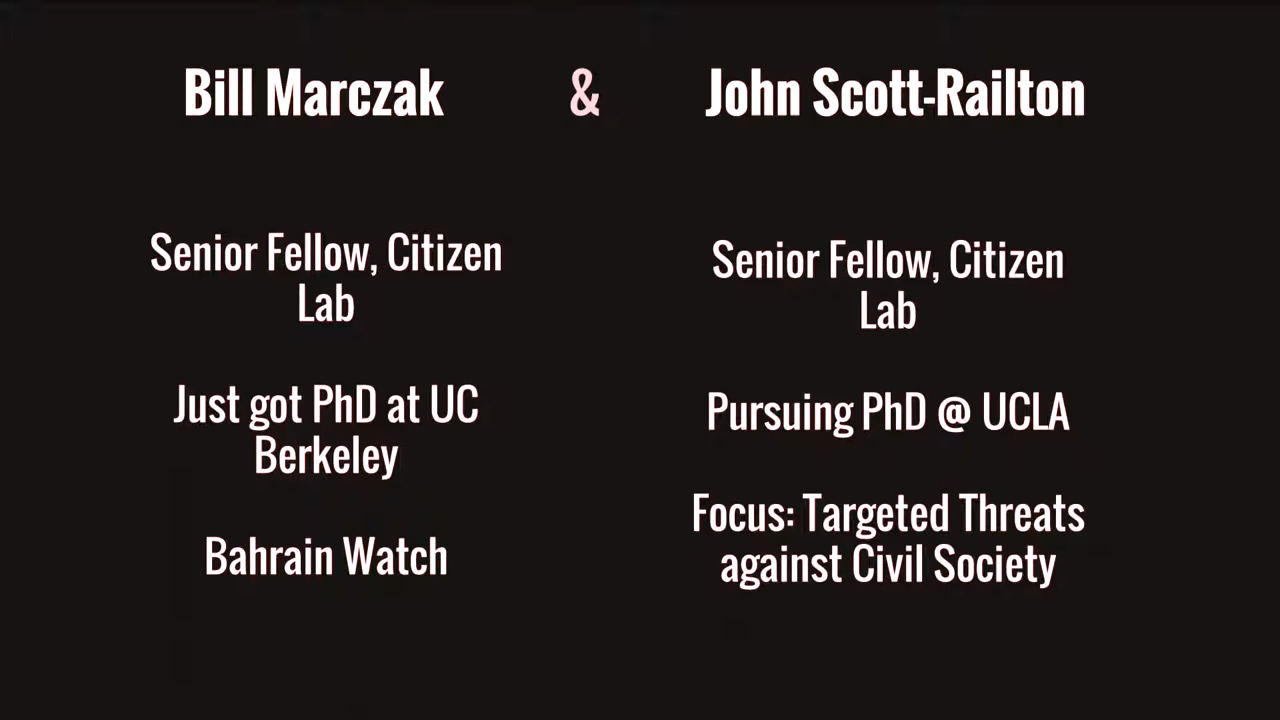 Bill Marczak & John Scott-Railton
Senior Fellow, Citizen
Lab
Just got PhD at UC
Berkeley
Bahrain Watch
Senior Fellow, Citizen
Lab
Pursuing PhD @ UCLA
Focus: Targeted Threats
against Civil Society